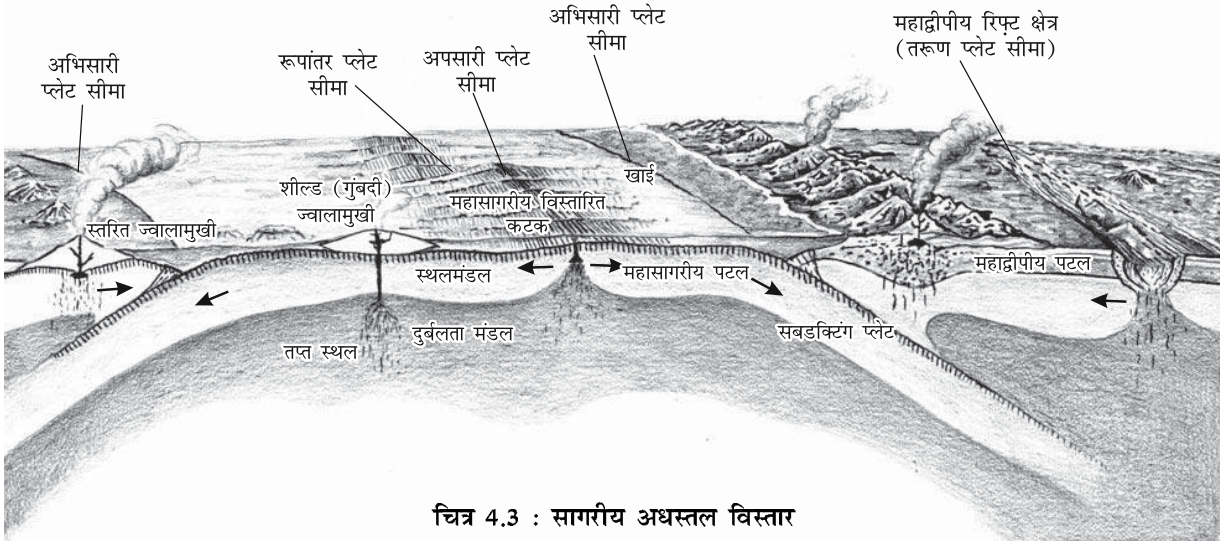 अभिसारी
प्लेट सीमा
रूपांतर प्लेट
सीमा
अपसारी प्लेट
सीमा
अभिसारी प्लेट
सीमा
महाद्वीपीय रिफ़्ट क्षेत्र
(तरूण प्लेट सीमा)
स्तरित ज्वालामुखी
शील्ड (गुंबदी)
ज्वालामुखी
महासागरीय विस्तारित
कटक
खाई
स्थलमंडल
महासागरीय पटल
महाद्वीपीय पटल
तप्त स्थल
दुर्बलता मंडल
सबडक्टिंग प्लेट
चित्र 4.3 : सागरीय अधस्तल विस्तार